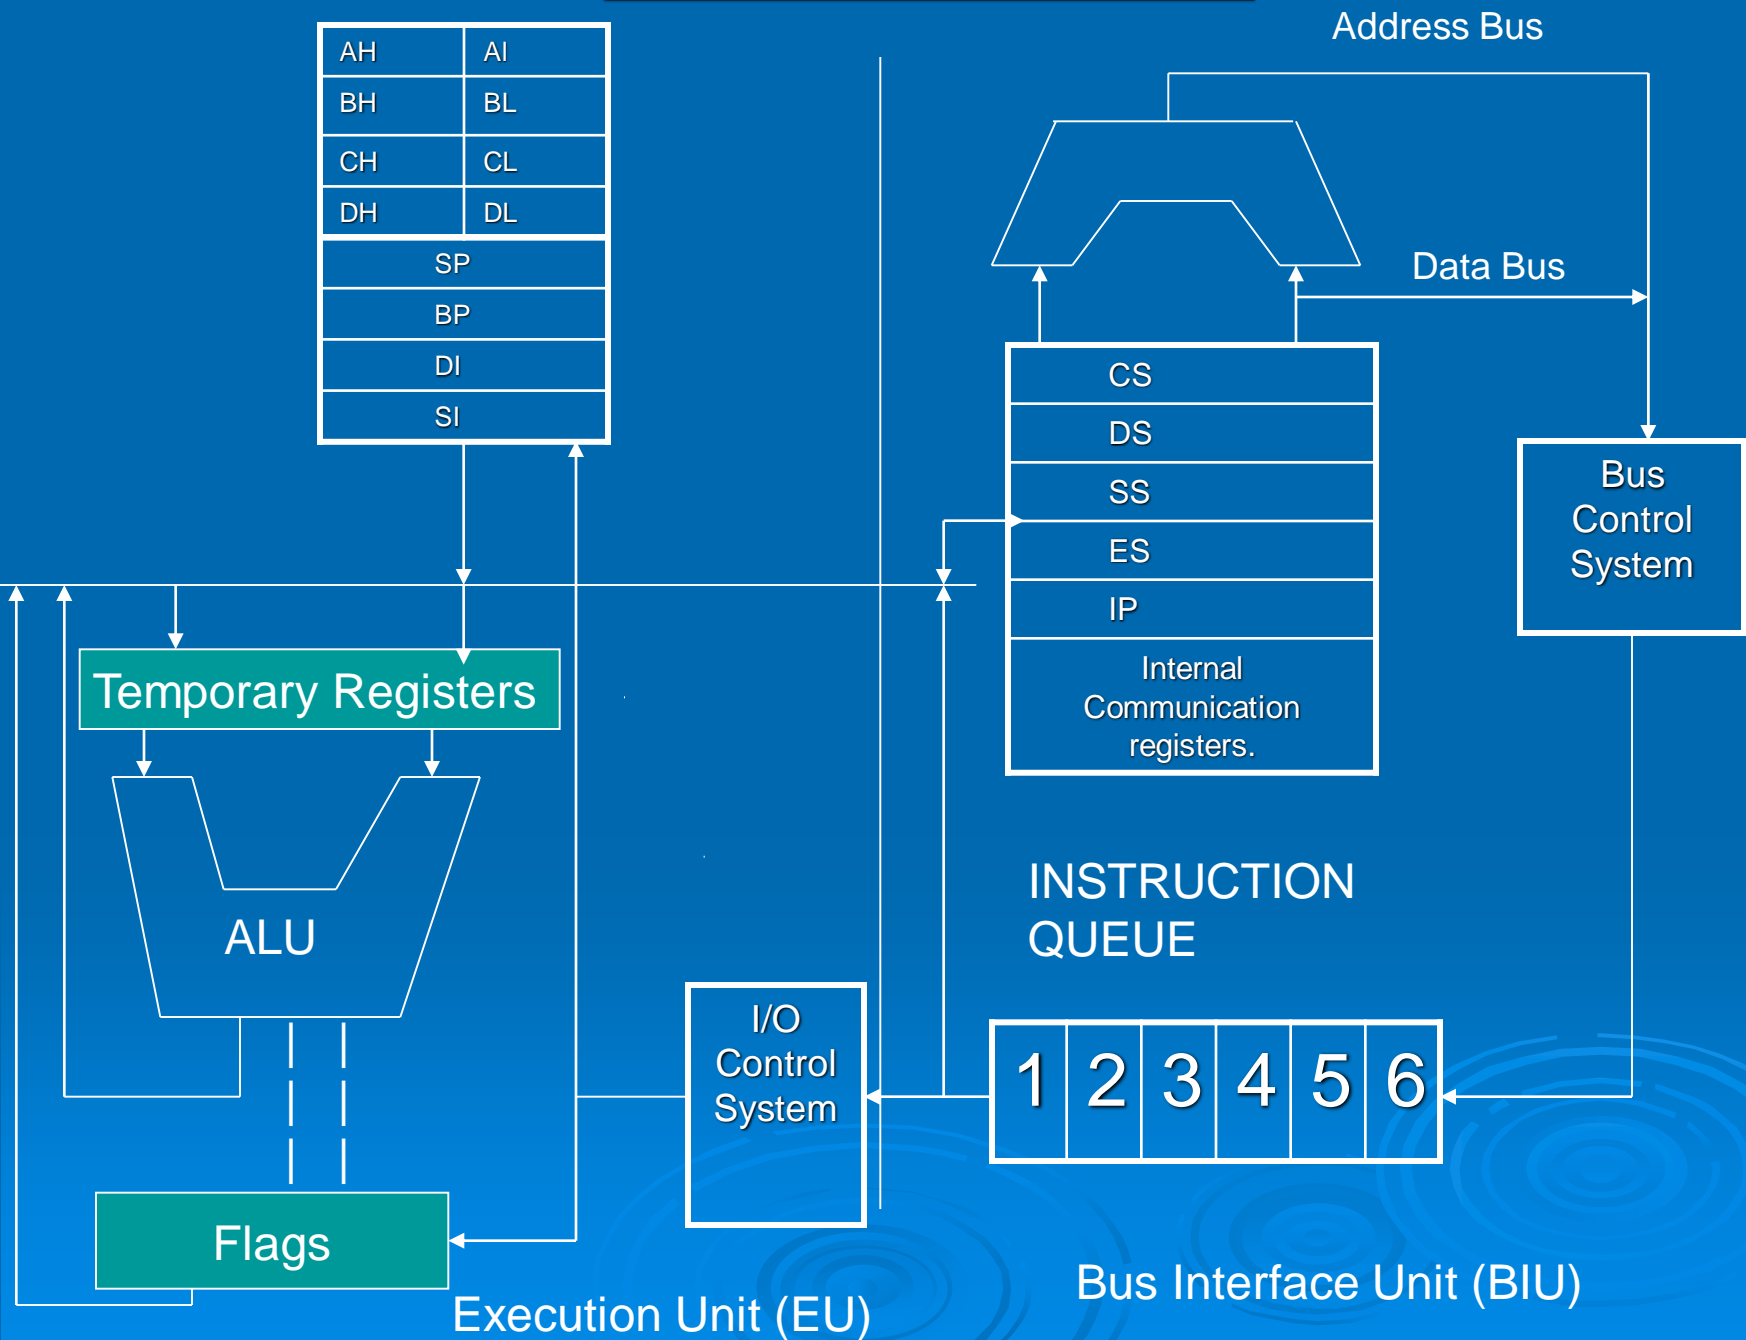 Address Bus
AH AI
BH BL
CH CL
DH DL
SP
BP
DI
SI
Data Bus
CS
DS
SS
ES
IP
Internal
Communication
registers.
Bus
Control
System
Temporary Registers
ALU
INSTRUCTION
QUEUE
I/O
Control
System
1 2 3 4 5 6
Flags
Execution Unit (EU)
Bus Interface Unit (BIU)